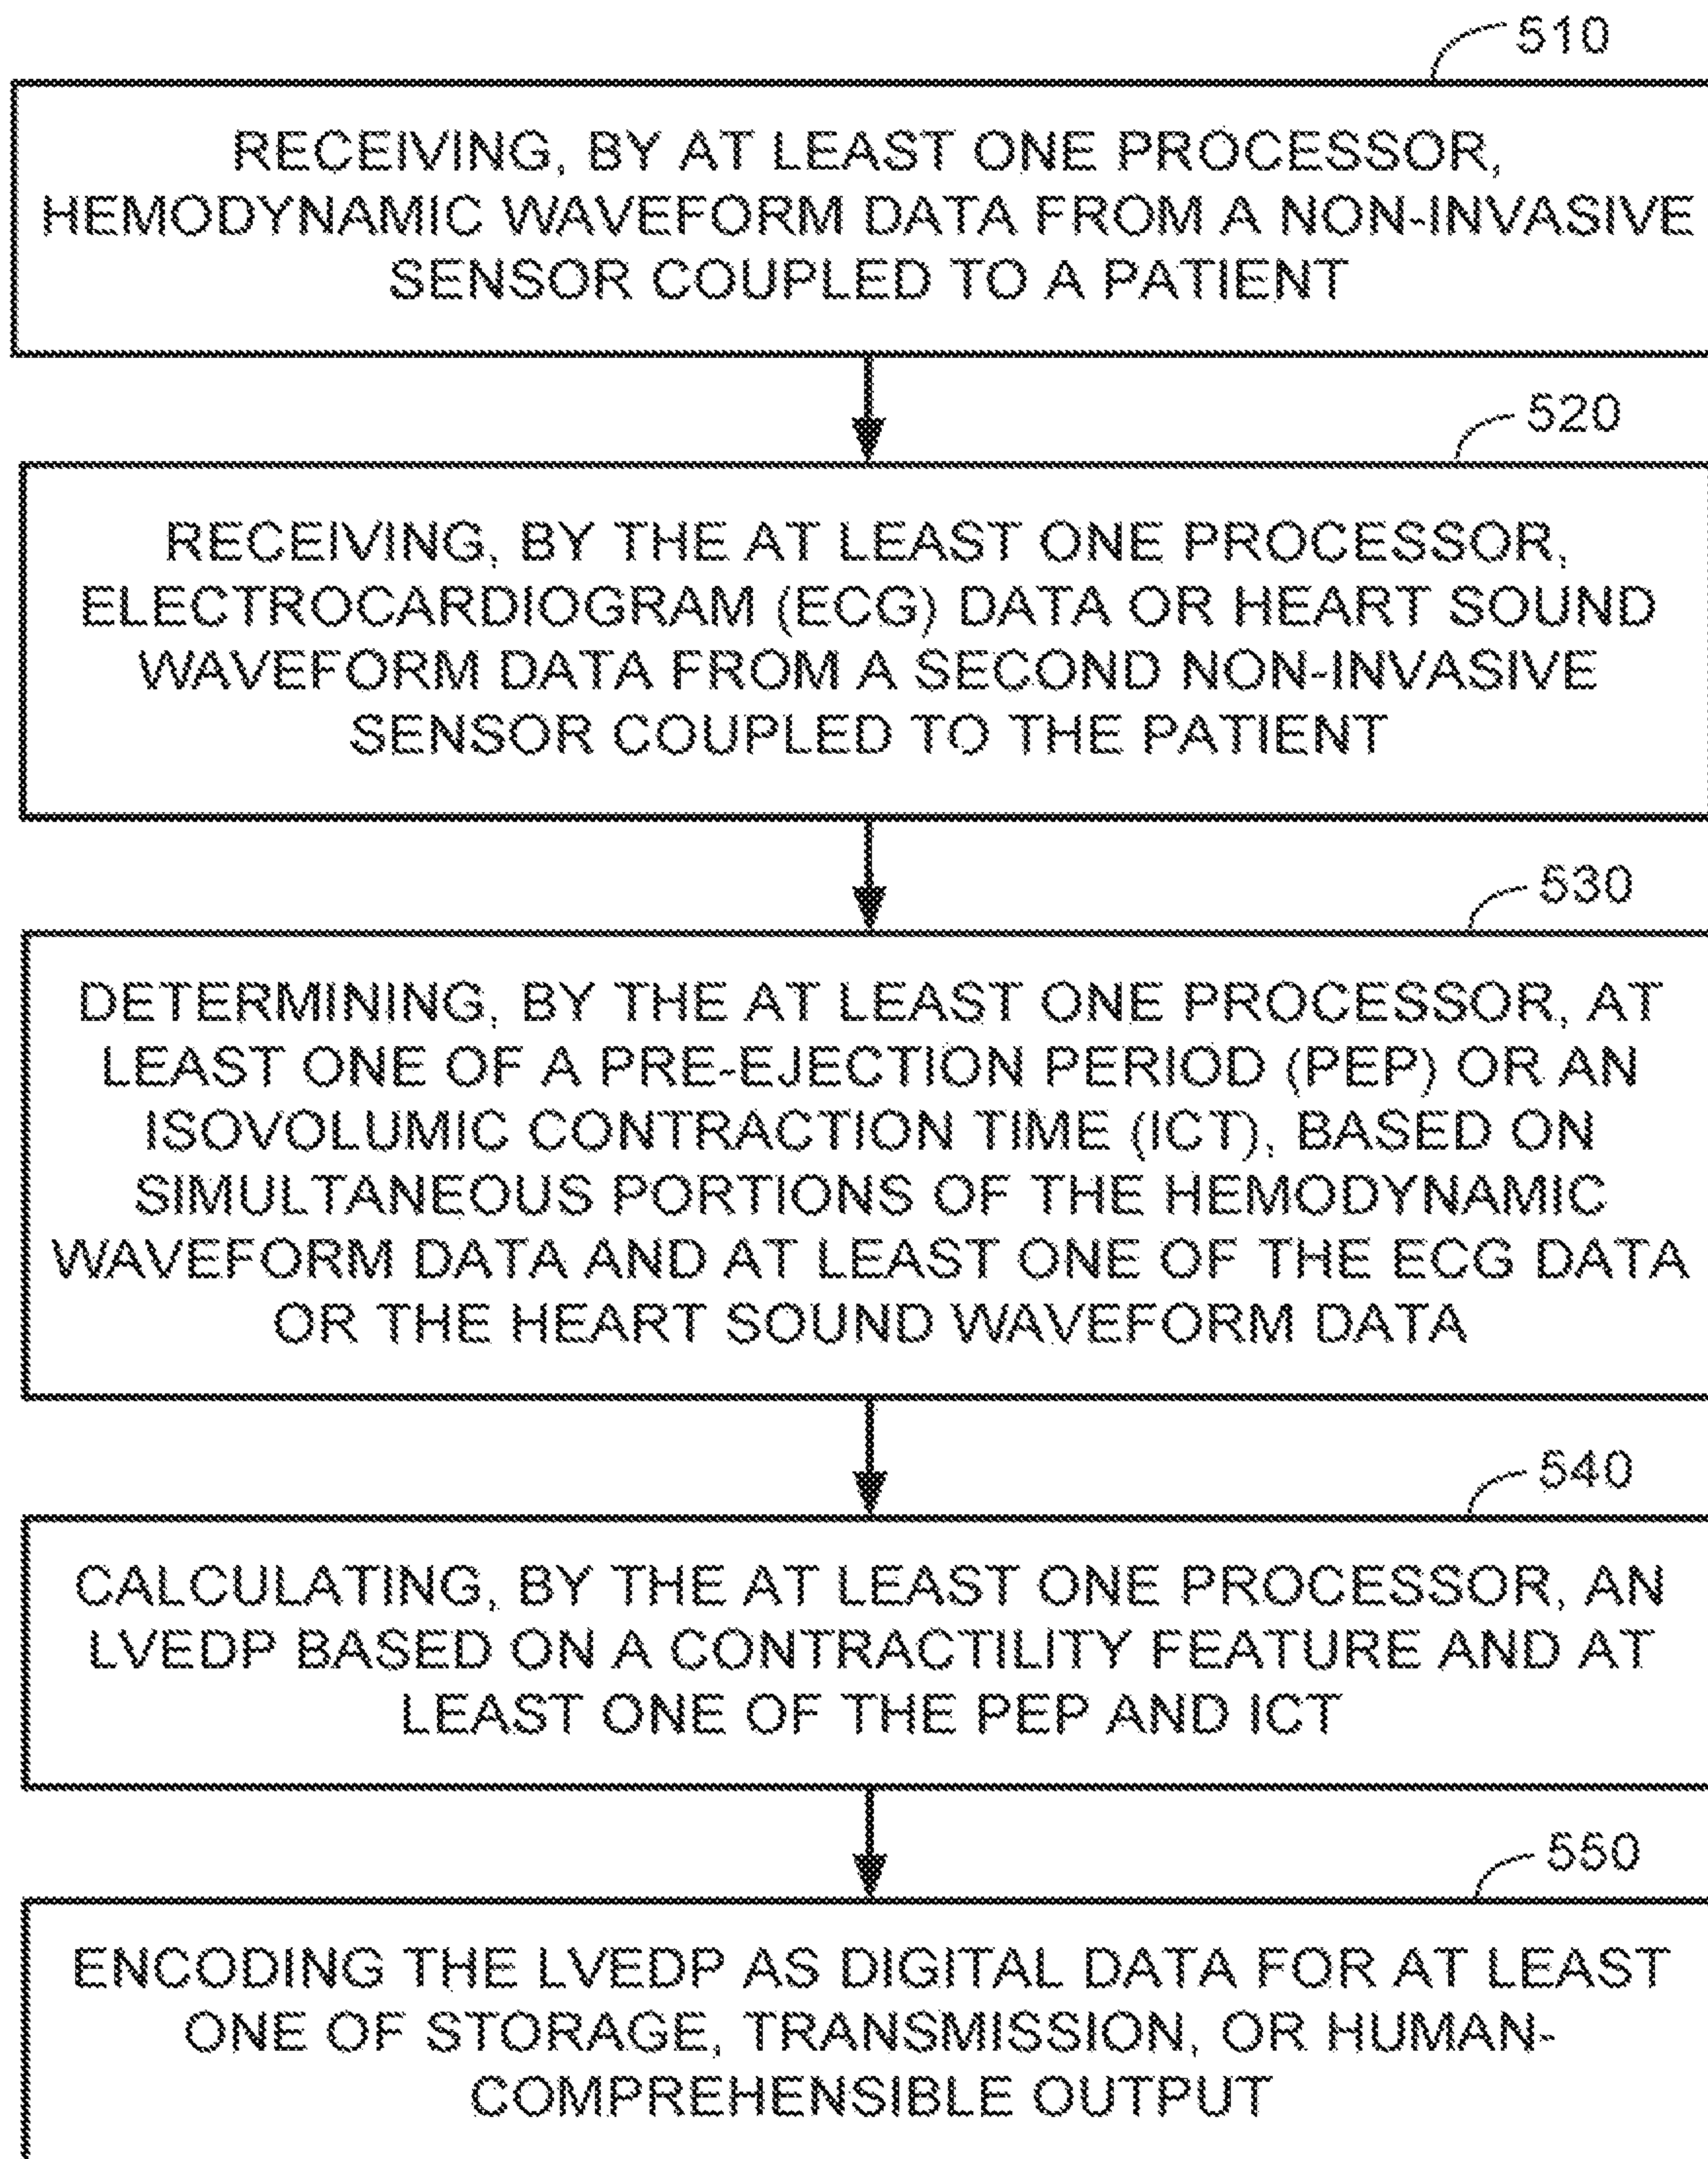 510
RECEIVING, BY AT LEAST ONE PROCESSOR,
HEMODYNAMIC WAVEFORM DATA FROM A NON-INVASIVE
SENSOR COUPLED TO A PATIENT
520
RECEIVING, BY THE AT LEAST ONE PROCESSOR,
ELECTROCARDIOGRAM (ECG) DATA OR HEART SOUND
WAVEFORM DATA FROM A SECOND NON-INVASIVE
SENSOR COUPLED TO THE PATIENT
530
DETERMINING, BY THE AT LEAST ONE PROCESSOR, AT
LEAST ONE OF A PRE-EJECTION PERIOD (PEP) OR AN
ISOVOLUMIC CONTRACTION TIME (ICT), BASED ON
SIMULTANEOUS PORTIONS OF THE HEMODYNAMIC
WAVEFORM DATA AND AT LEAST ONE OF THE ECG DATA
OR THE HEART SOUND WAVEFORM DATA
540
CALCULATING, BY THE AT LEAST ONE PROCESSOR, AN
LVEDP BASED ON A CONTRACTILITY FEATURE AND AT
LEAST ONE OF THE PEP AND ICT
550
ENCODING THE LVEDP AS DIGITAL DATA FOR AT LEAST
ONE OF STORAGE, TRANSMISSION, OR HUMAN-
COMPREHENSIBLE OUTPUT